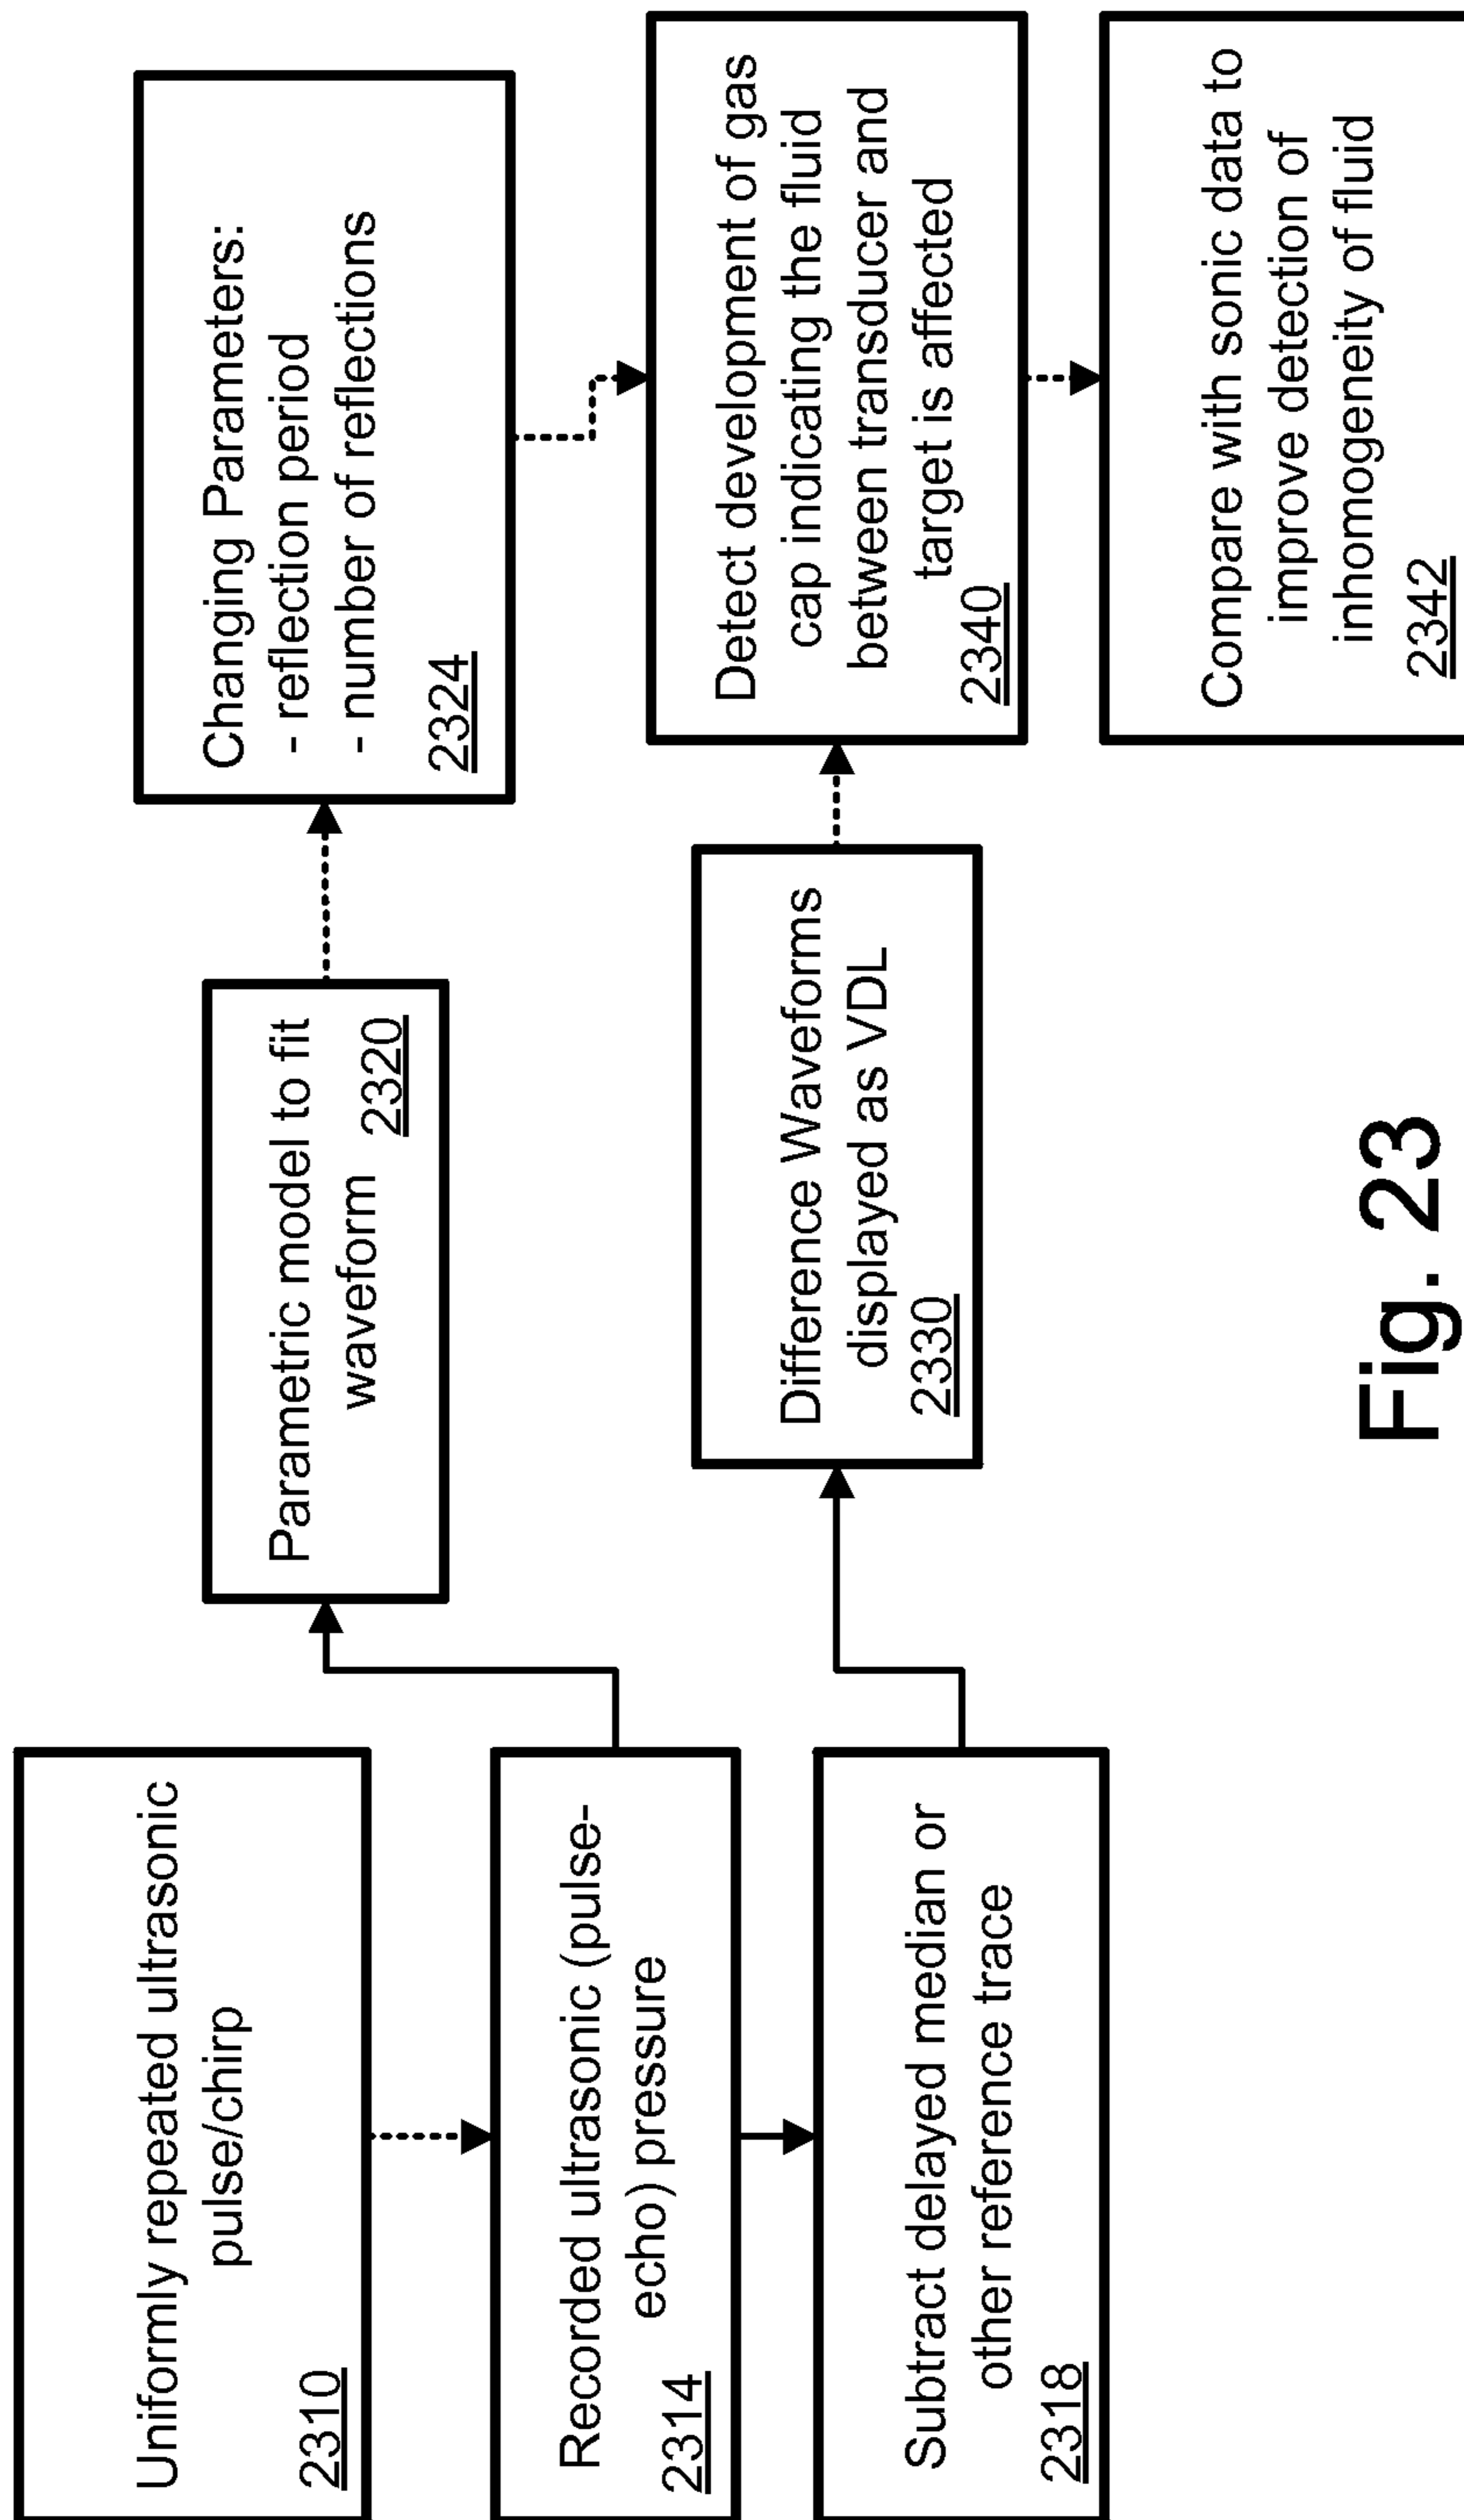 Uniformly repeated ultrasonic
pulse/chirp
2310
Recorded ultrasonic (pulse-
echo) pressure
2314
Subtract delayed median or
other reference trace
2318
Parametric model to fit
waveform 2320
Difference Waveforms
displayed as VDL
2330
Changing Parameters:
- reflection period
- number of reflections
2324
Detect development of gas
cap indicating the fluid
between transducer and
target is affected
2340
Compare with sonic data to
improve detection of
inhomogeneity of fluid
2342
Fig. 23